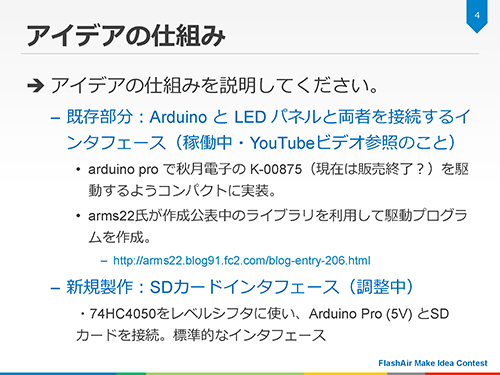 4
アイデアの仕組み
➔ アイデアの仕組みを説明してください。
– 既存部分：Arduino と LED パネルと両者を接続するイ
ンタフェース（稼働中・YouTubeビデオ参照のこと）
• arduino pro で秋月電子の K-00875（現在は販売終了？）を駆
動するようコンパクトに実装。
• arms22氏が作成公表中のライブラリを利用して駆動プログラ
ムを作成。
– http://arms22.blog91.fc2.com/blog-entry-206.html
– 新規製作：SDカードインタフェース（調整中）
・74HC4050をレベルシフタに使い、Arduino Pro (5V) とSD
カードを接続。標準的なインタフェース
FlashAir Make Idea Contest